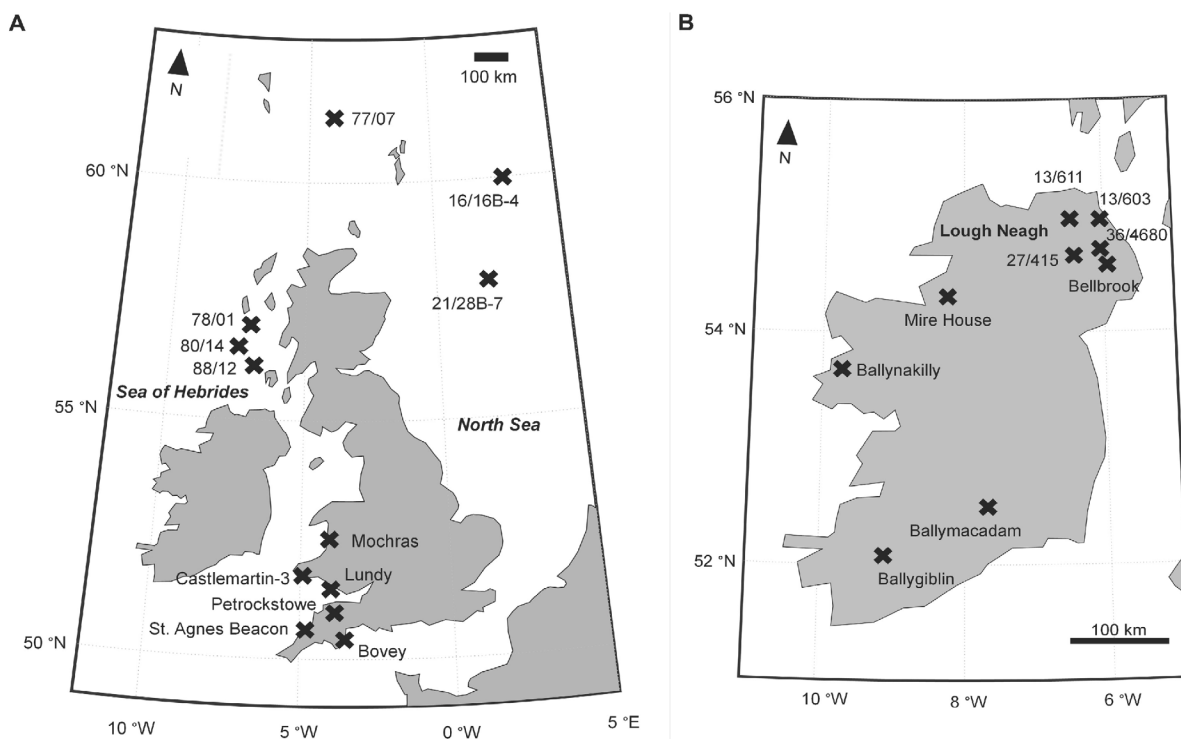 A
N
100 km
77/07
60 °N
16/16B-4
21/28B-7
78/01
80/14
88/12
Sea of Hebrides
55 °N
North Sea
Mochras
Castlemartin-3
Lundy
Petrockstowe
St. Agnes Beacon
50 °N
Bovey
10 °W
5 °W
0 °W
5 °E
B
56 °N
N
13/611
13/603
Lough Neagh
36/4680
27/415
Bellbrook
54 °N
Mire House
Ballynakilly
Ballymacadam
52 °N
Ballygiblin
100 km
10 °W
8 °W
6 °W